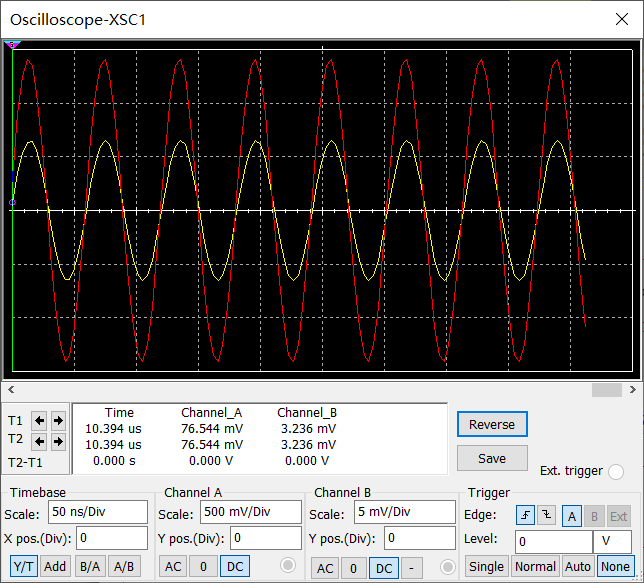 Oscilloscope-XSC1
T1
T2
T2-T1
Time Channel_A Channel_B
10.394 us 76.544 mV 3.236 mV
10.394 us 76.544 mV 3.236 mV
0.000 s 0.000 V 0.000 V
Reverse
Save
Ext. trigger
Timebase
Scale: 50 ns/Div
X pos.(Div): 0
Y/T Add B/A A/B
Channel A
Scale: 500 mV/Div
Y pos.(Div): 0
AC 0 DC
Channel B
Scale: 5 mV/Div
Y pos.(Div): 0
AC 0 DC -
Trigger
Edge: A B Ext
Level: 0 V
Single Normal Auto None